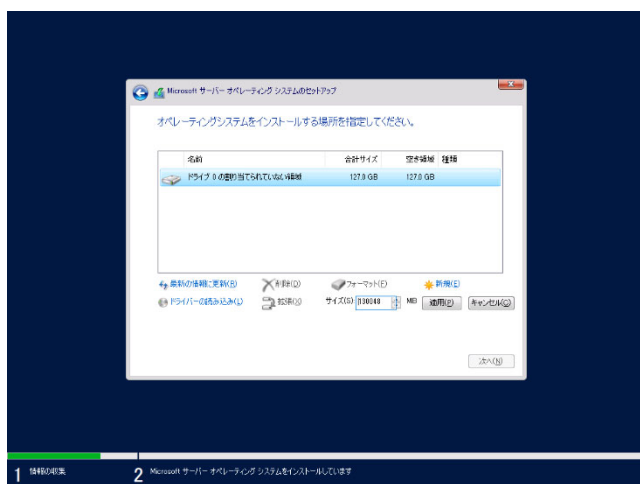 Microsoft サーバー オペレーティング システムのセットアップ
オペレーティングシステムをインストールする場所を指定してください。
名前 合計サイズ 空き領域 種類
ドライブ 0 の割り当てられていない領域 127.0 GB 127.0 GB
最新の情報に更新(R) 削除(D) フォーマット(F) 新規(E)
ドライバーの読み込み(L) 拡張(X) サイズ(S) 130048 MB 適用(P) キャンセル(C)
次へ(N)
1 情報の収集 2 Microsoft サーバー オペレーティング システムをインストールしています